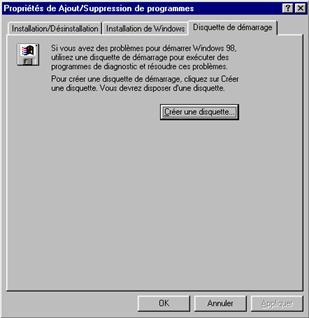 Propriétés de Ajout/Suppression de programmes
Installation/Désinstallation Installation de Windows Disquette de démarrage
Si vous avez des problèmes pour démarrer Windows 98,
utilisez une disquette de démarrage pour exécuter des
programmes de diagnostic et résoudre ces problèmes.
Pour créer une disquette de démarrage, cliquez sur Créer
une disquette. Vous devrez disposer d'une disquette.
Créer une disquette...
OK Annuler Appliquer